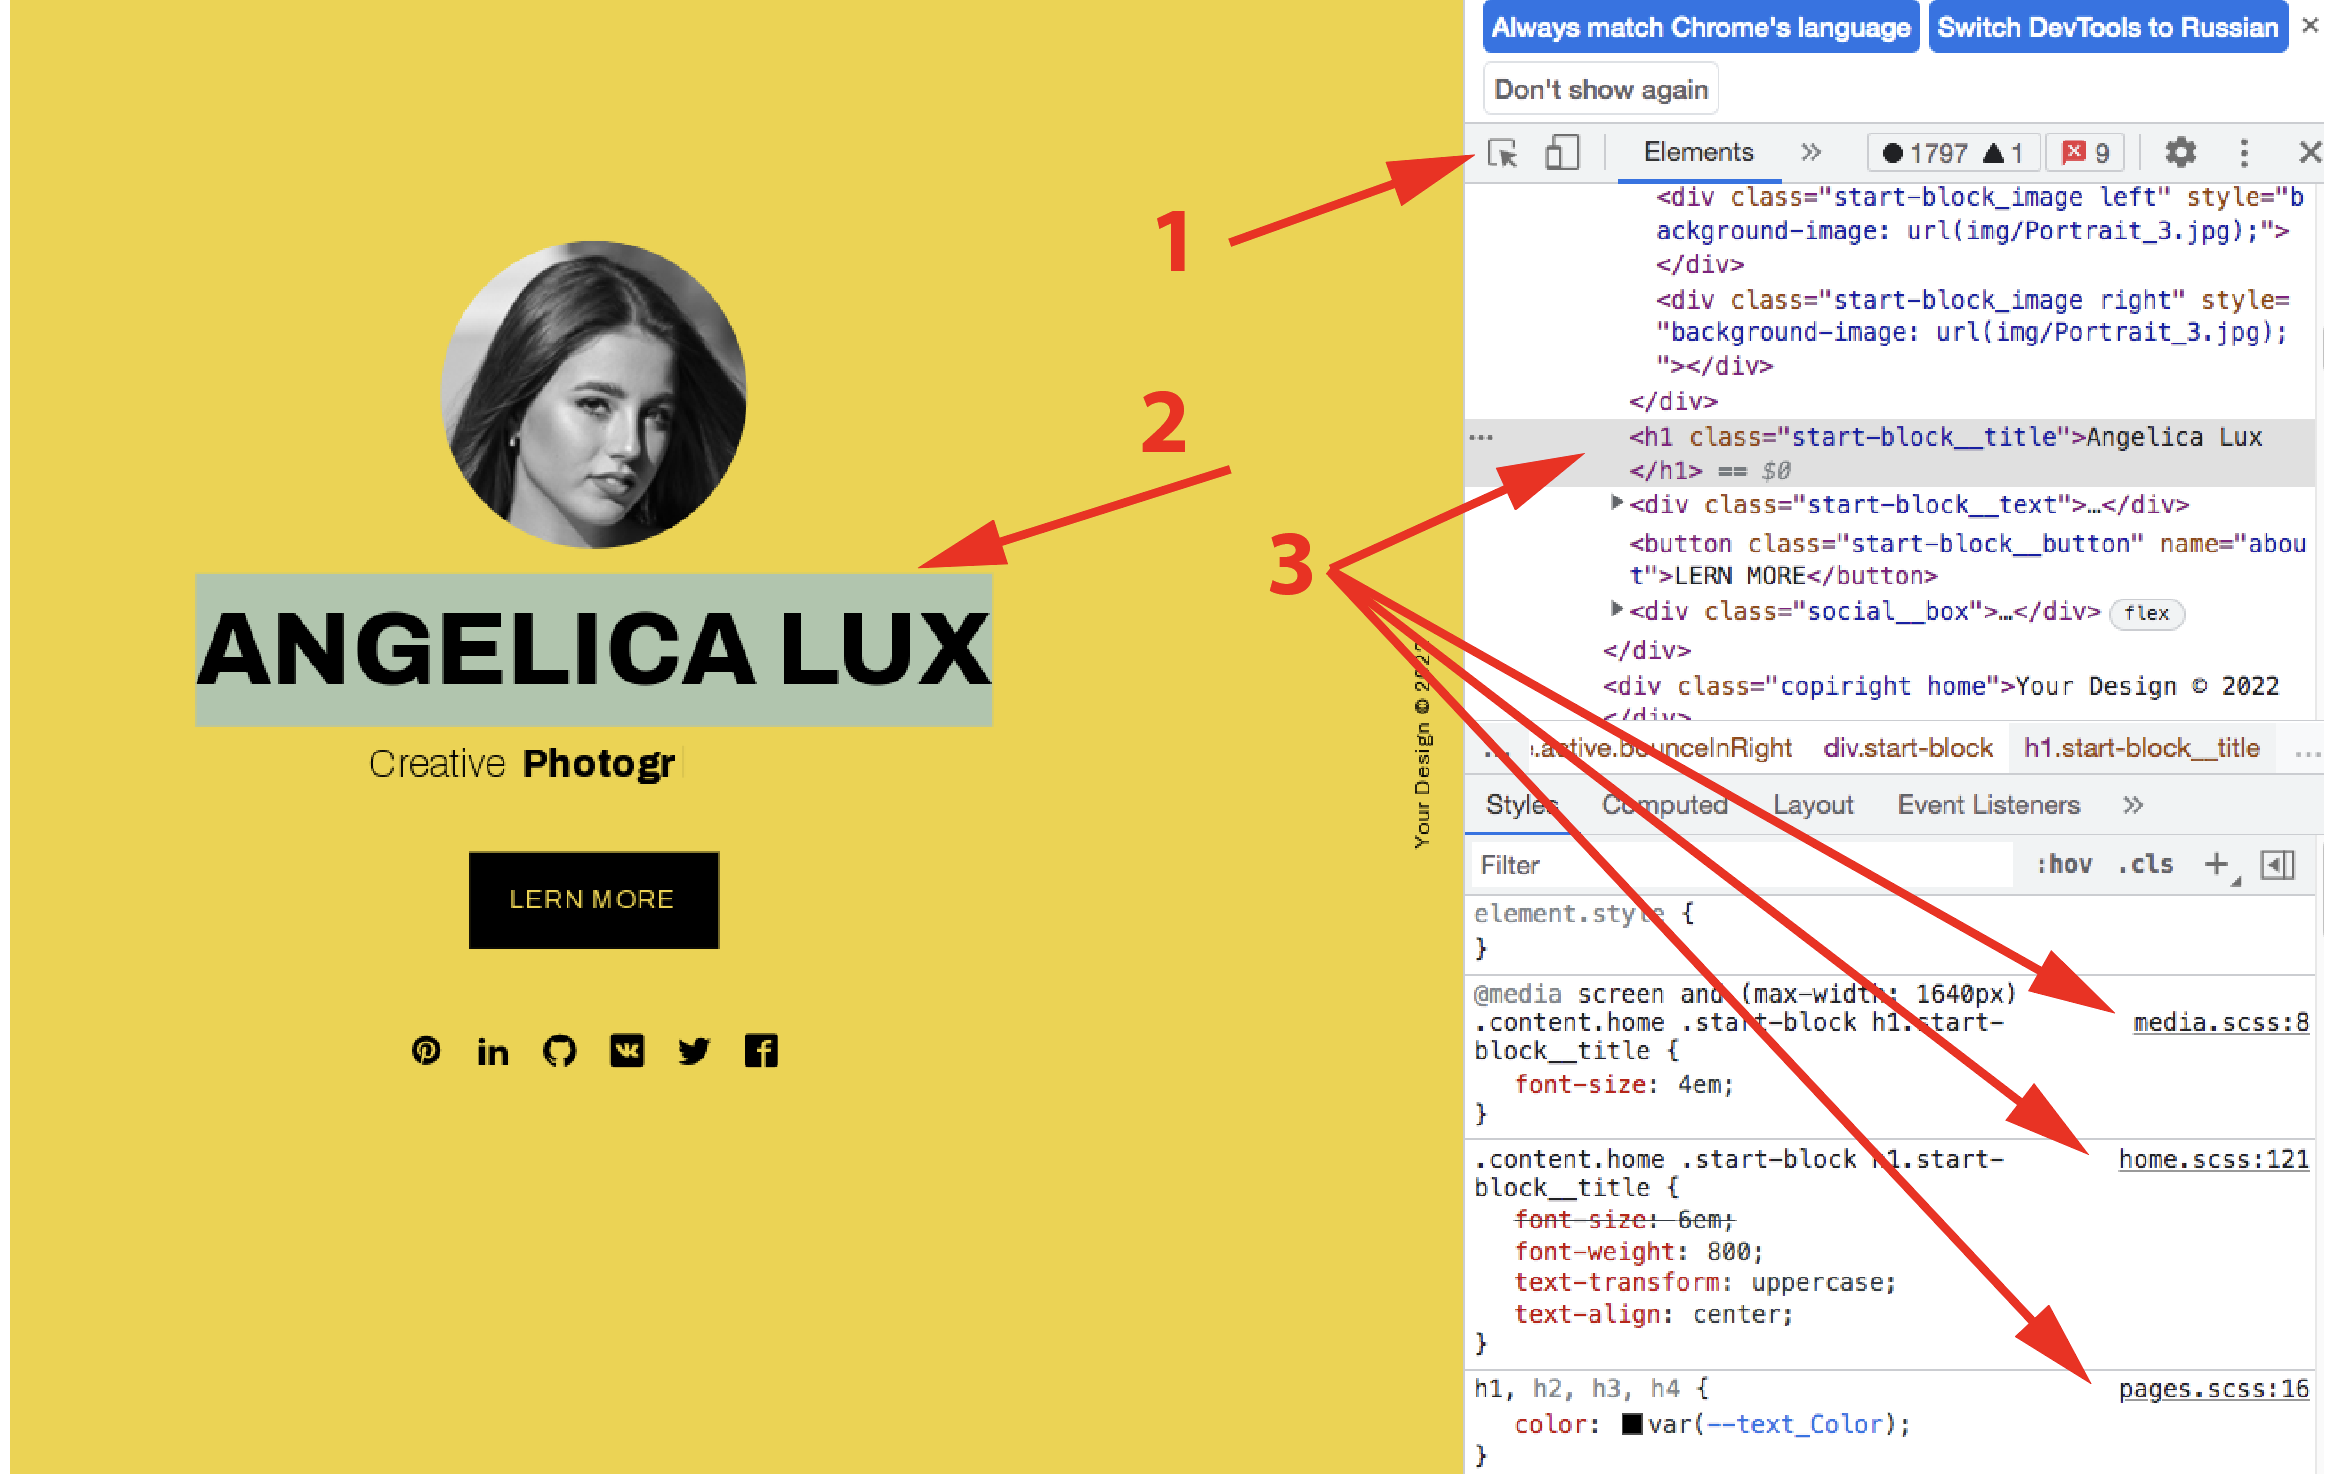 1
2
3
ANGELICA LUX
Creative Photogr
LERN MORE
in
Your Design © 2022
Always match Chrome's language
Switch DevTools to Russian
×
Don't show again
Elements
»
1797
1
9
<div class="start-block_image left" style="b
ackground-image: url(img/Portrait_3.jpg);">
</div>
<div class="start-block_image right" style=
"background-image: url(img/Portrait_3.jpg);
"></div>
</div>
<h1 class="start-block__title">Angelica Lux
</h1> == $0
<div class="start-block__text">…</div>
<button class="start-block__button" name="abou
t">LERN MORE</button>
<div class="social__box">…</div> flex
</div>
<div class="copiright home">Your Design © 2022
</div>
... .active.bounceInRight div.start-block h1.start-block__title ...
Styles Computed Layout Event Listeners »
Filter :hov .cls +
element.style {
}
@media screen and (max-width: 1640px)
.content.home .start-block h1.start- media.scss:8
block__title {
font-size: 4em;
}
.content.home .start-block h1.start- home.scss:121
block__title {
font-size: 6em;
font-weight: 800;
text-transform: uppercase;
text-align: center;
}
h1, h2, h3, h4 { pages.scss:16
color: var(--text_Color);
}